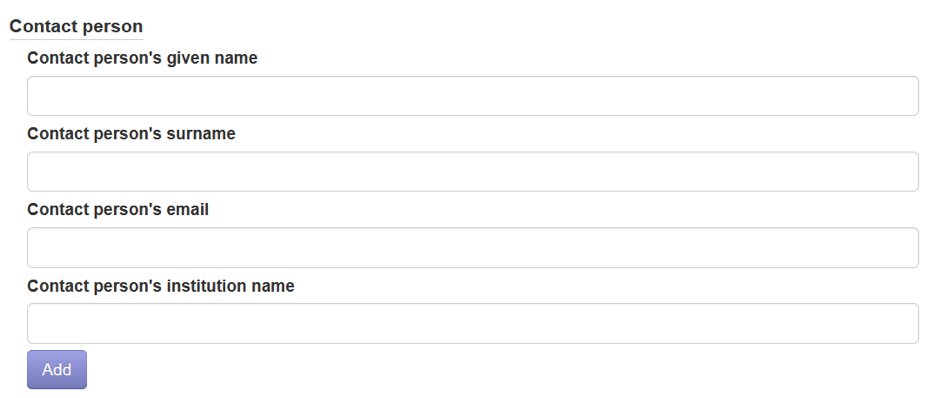 Contact person
Contact person's given name
Contact person's surname
Contact person's email
Contact person's institution name
Add